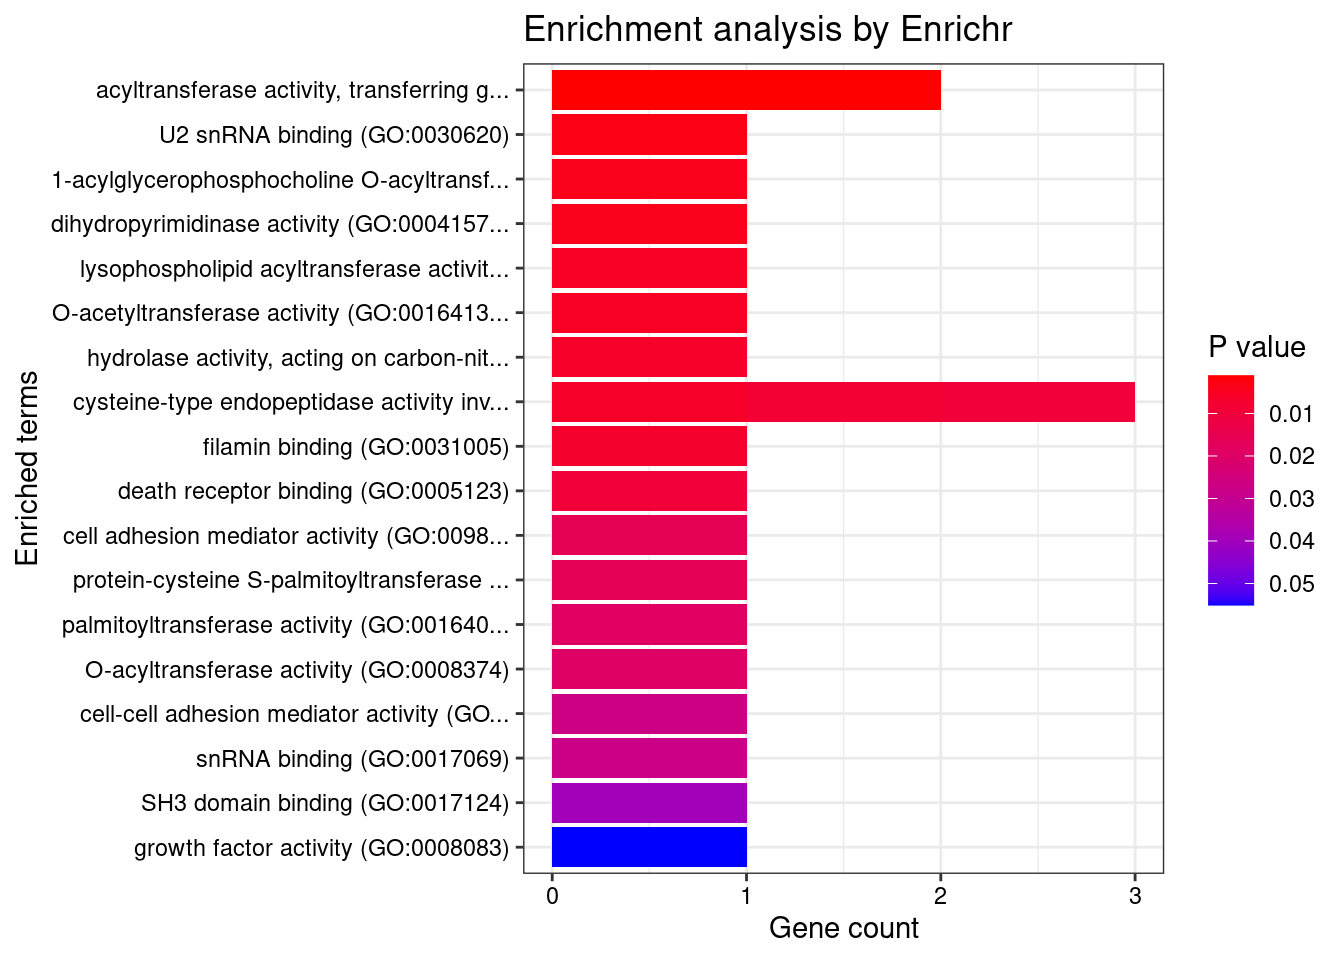 Enrichment analysis by Enrichr
acyltransferase activity, transferring g...
U2 snRNA binding (GO:0030620)
1-acylglycerophosphocholine O-acyltransf...
dihydropyrimidinase activity (GO:0004157...
lysophospholipid acyltransferase activit...
O-acetyltransferase activity (GO:0016413...
hydrolase activity, acting on carbon-nit...
cysteine-type endopeptidase activity inv...
filamin binding (GO:0031005)
death receptor binding (GO:0005123)
cell adhesion mediator activity (GO:0098...
protein-cysteine S-palmitoyltransferase ...
palmitoyltransferase activity (GO:001640...
O-acyltransferase activity (GO:0008374)
cell-cell adhesion mediator activity (GO...
snRNA binding (GO:0017069)
SH3 domain binding (GO:0017124)
growth factor activity (GO:0008083)
Enriched terms
0 1 2 3
Gene count
P value
0.01
0.02
0.03
0.04
0.05